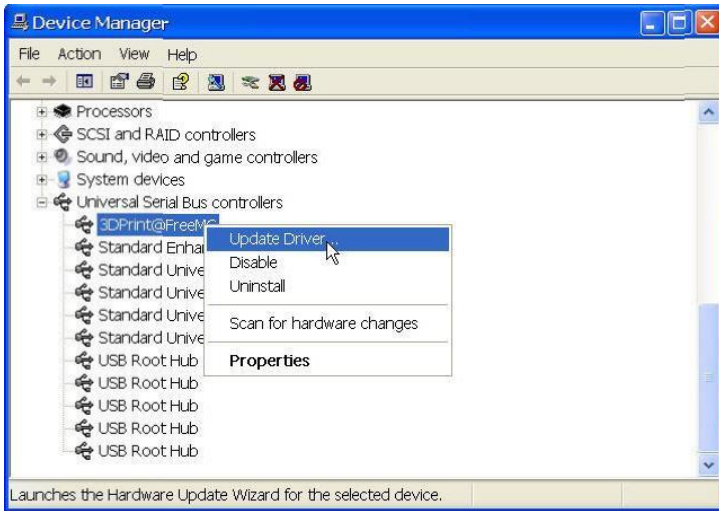 Device Manager
File Action View Help
Processors
SCSI and RAID controllers
Sound, video and game controllers
System devices
Universal Serial Bus controllers
3DPrint@FreeMC
Update Driver...
Standard Enha
Disable
Standard Unive
Uninstall
Standard Unive
Standard Unive
Scan for hardware changes
Standard Unive
USB Root Hub
Properties
USB Root Hub
USB Root Hub
USB Root Hub
USB Root Hub
Launches the Hardware Update Wizard for the selected device.